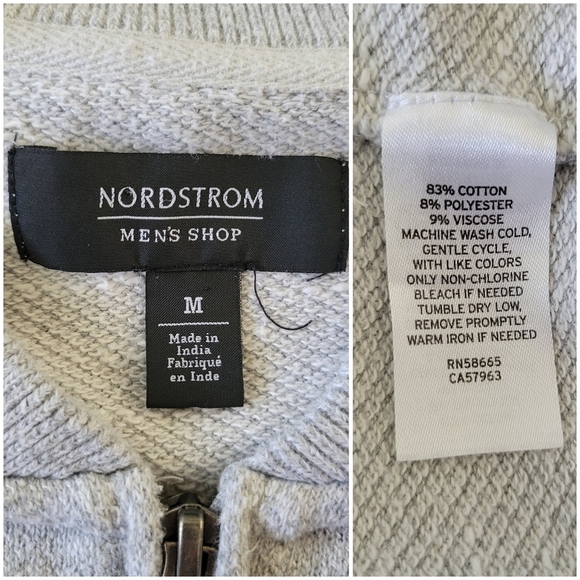 NORDSTROM
MEN'S SHOP
M
Made in
India
Fabriqué
en Inde
83% COTTON
8% POLYESTER
9% VISCOSE
MACHINE WASH COLD,
GENTLE CYCLE,
WITH LIKE COLORS
ONLY NON-CHLORINE
BLEACH IF NEEDED
TUMBLE DRY LOW,
REMOVE PROMPTLY
WARM IRON IF NEEDED
RN58665
CA57963